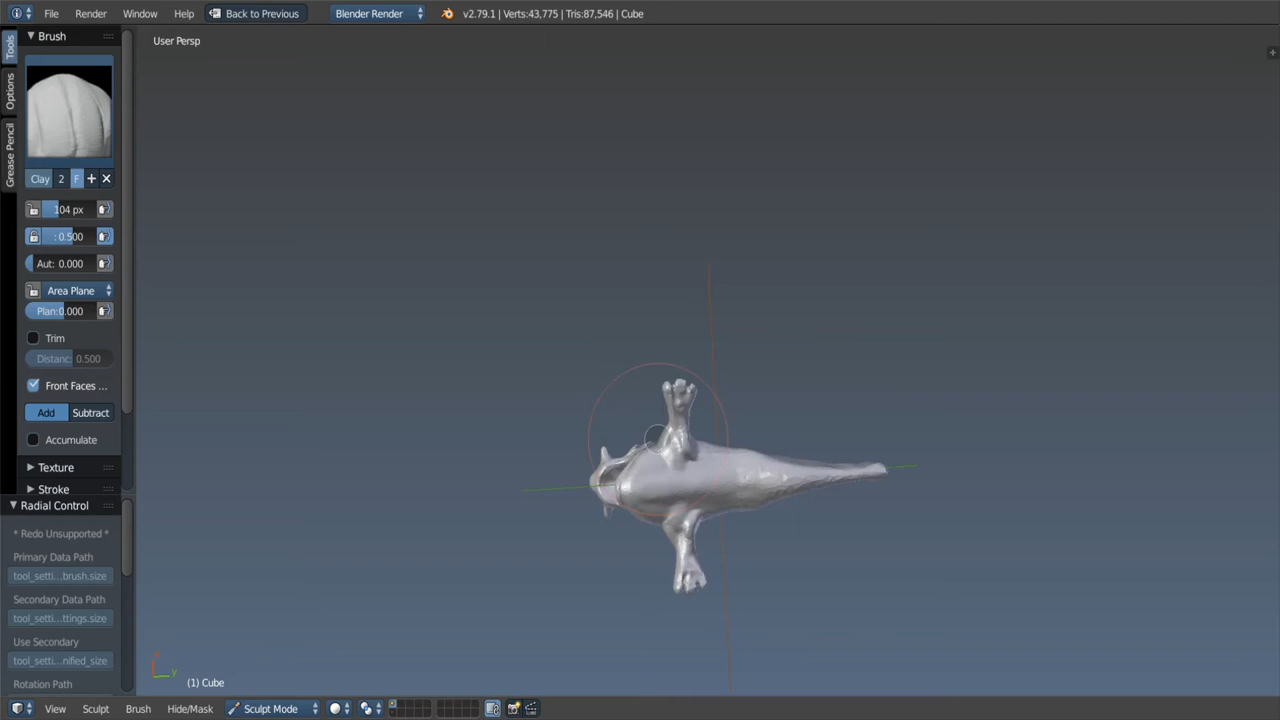 File Render Window Help Back to Previous Blender Render v2.79.1 | Verts:43,775 | Tris:87,546 | Cube
Tools
Options
Grease Pencil
Brush
Clay 2 F
104 px
: 0.500
Aut: 0.000
Area Plane
Plan:0.000
Trim
Distanc: 0.500
Front Faces ...
Add Subtract
Accumulate
Texture
Stroke
Radial Control
* Redo Unsupported *
Primary Data Path
tool_setti...brush.size
Secondary Data Path
tool_setti...ttings.size
Use Secondary
tool_setti...nified_size
Rotation Path
User Persp
y
(1) Cube
View Sculpt Brush Hide/Mask Sculpt Mode